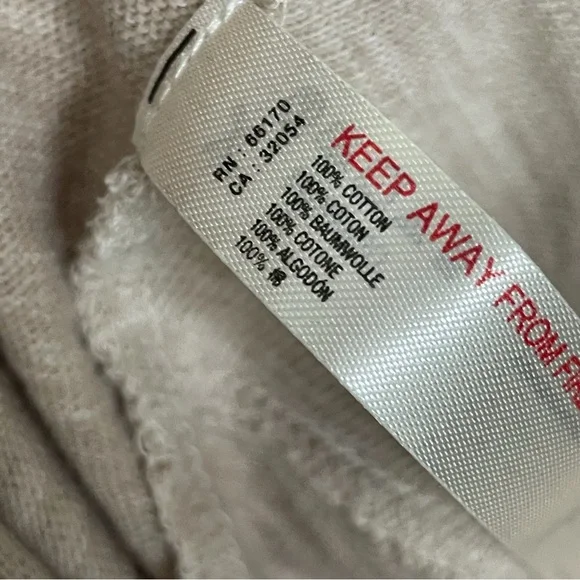 RN : 66170
CA : 32054
100% COTTON
100% COTON
100% BAUMWOLLE
100% COTONE
100% ALGODÓN
100% 棉
KEEP AWAY FROM